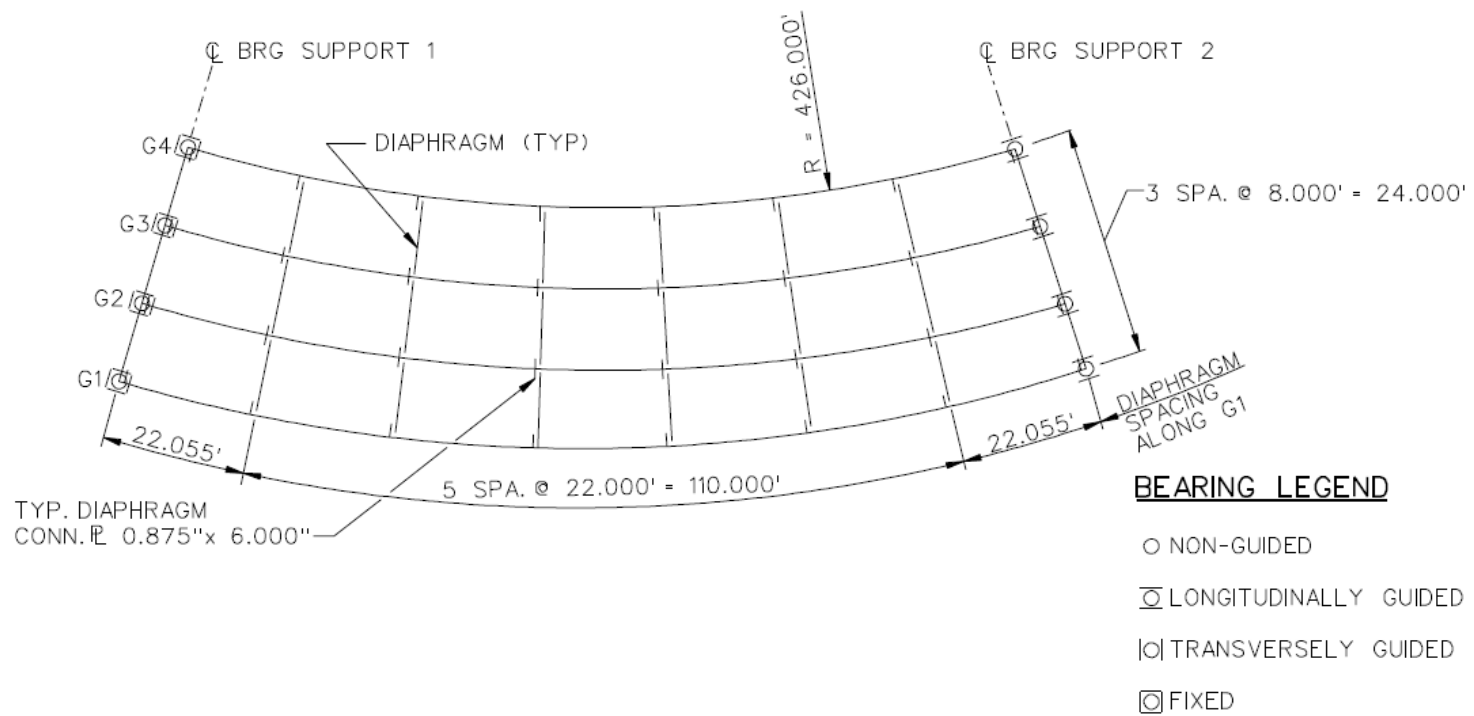 ℄ BRG SUPPORT 1
℄ BRG SUPPORT 2
R = 426.000'
G4
DIAPHRAGM (TYP)
3 SPA. @ 8.000' = 24.000'
G3
G2
G1
22.055'
5 SPA. @ 22.000' = 110.000'
22.055'
DIAPHRAGM
SPACING
ALONG G1
TYP. DIAPHRAGM
CONN. ⅊ 0.875"x 6.000"
BEARING LEGEND
NON-GUIDED
LONGITUDINALLY GUIDED
TRANSVERSELY GUIDED
FIXED